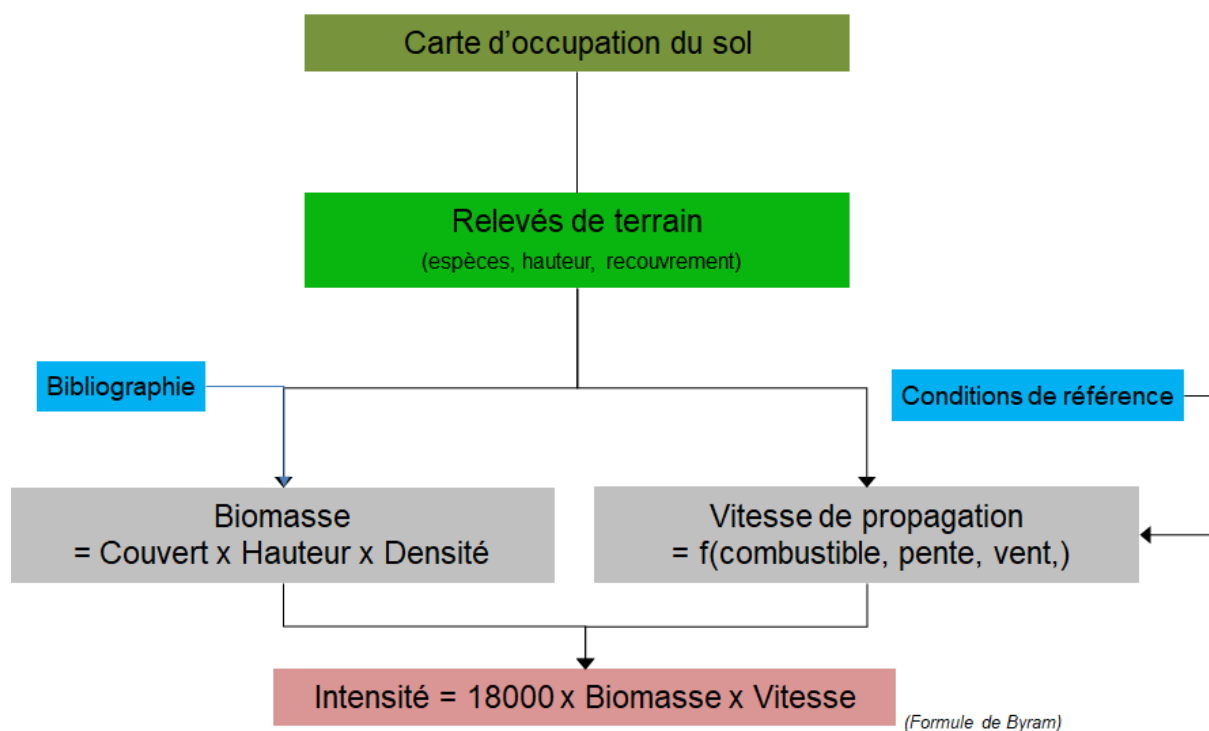 Carte d’occupation du sol
Relevés de terrain
(espèces, hauteur, recouvrement)
Bibliographie
Conditions de référence
Biomasse
= Couvert x Hauteur x Densité
Vitesse de propagation
= f(combustible, pente, vent,)
Intensité = 18000 x Biomasse x Vitesse
(Formule de Byram)